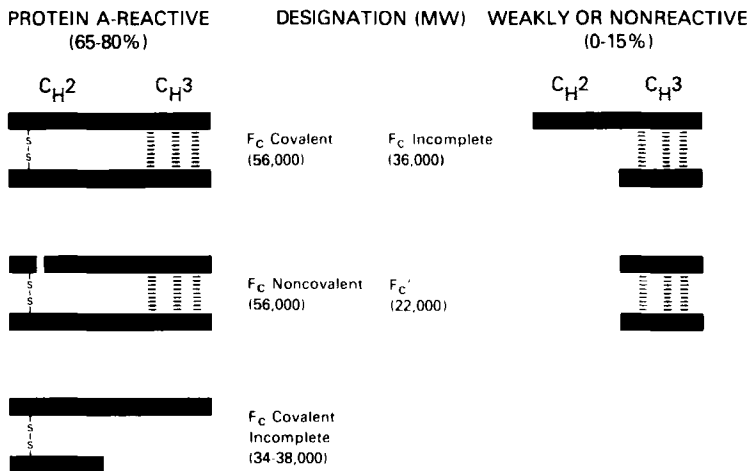 PROTEIN A-REACTIVE
(65-80%)
DESIGNATION (MW)
WEAKLY OR NONREACTIVE
(0-15%)
CH2
CH3
CH2
CH3
S
S
Fc Covalent
(56,000)
Fc Incomplete
(36,000)
S
S
Fc Noncovalent
(56,000)
Fc'
(22,000)
S
S
Fc Covalent
Incomplete
(34-38,000)